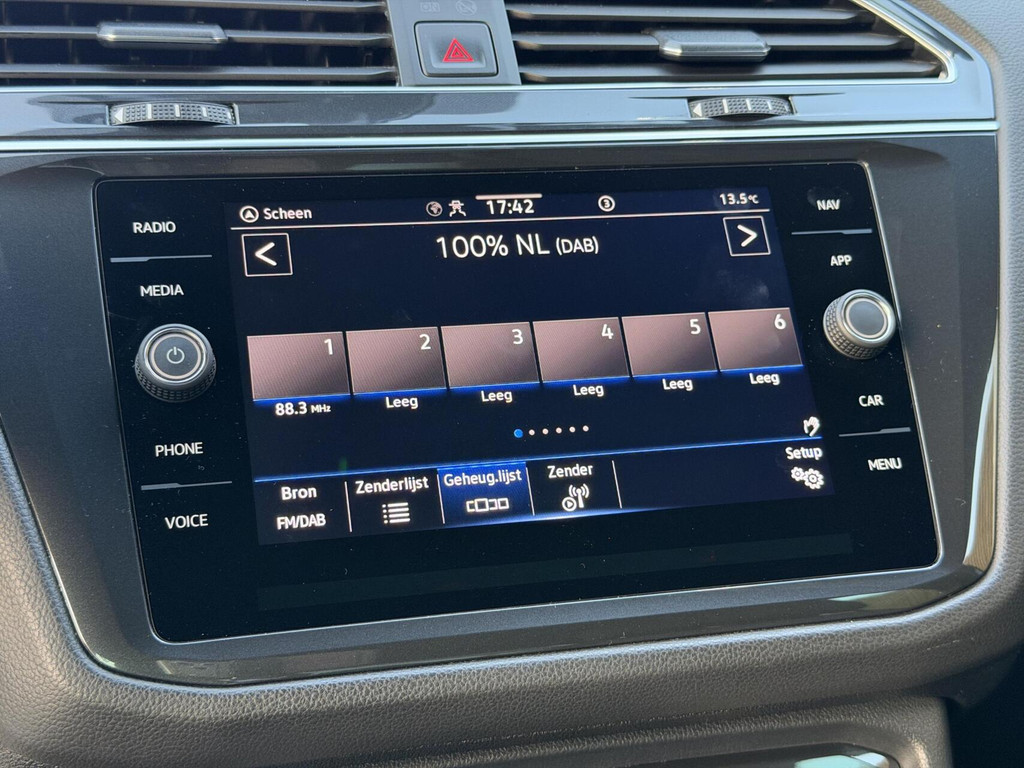 RADIO
MEDIA
PHONE
VOICE
Scheen
17:42
3
13.5°C
< 100% NL (DAB) >
1 2 3 4 5 6
88.3 MHz Leeg Leeg Leeg Leeg Leeg
Bron
FM/DAB
Zenderlijst
Geheug.lijst
Zender
Setup
NAV
APP
CAR
MENU